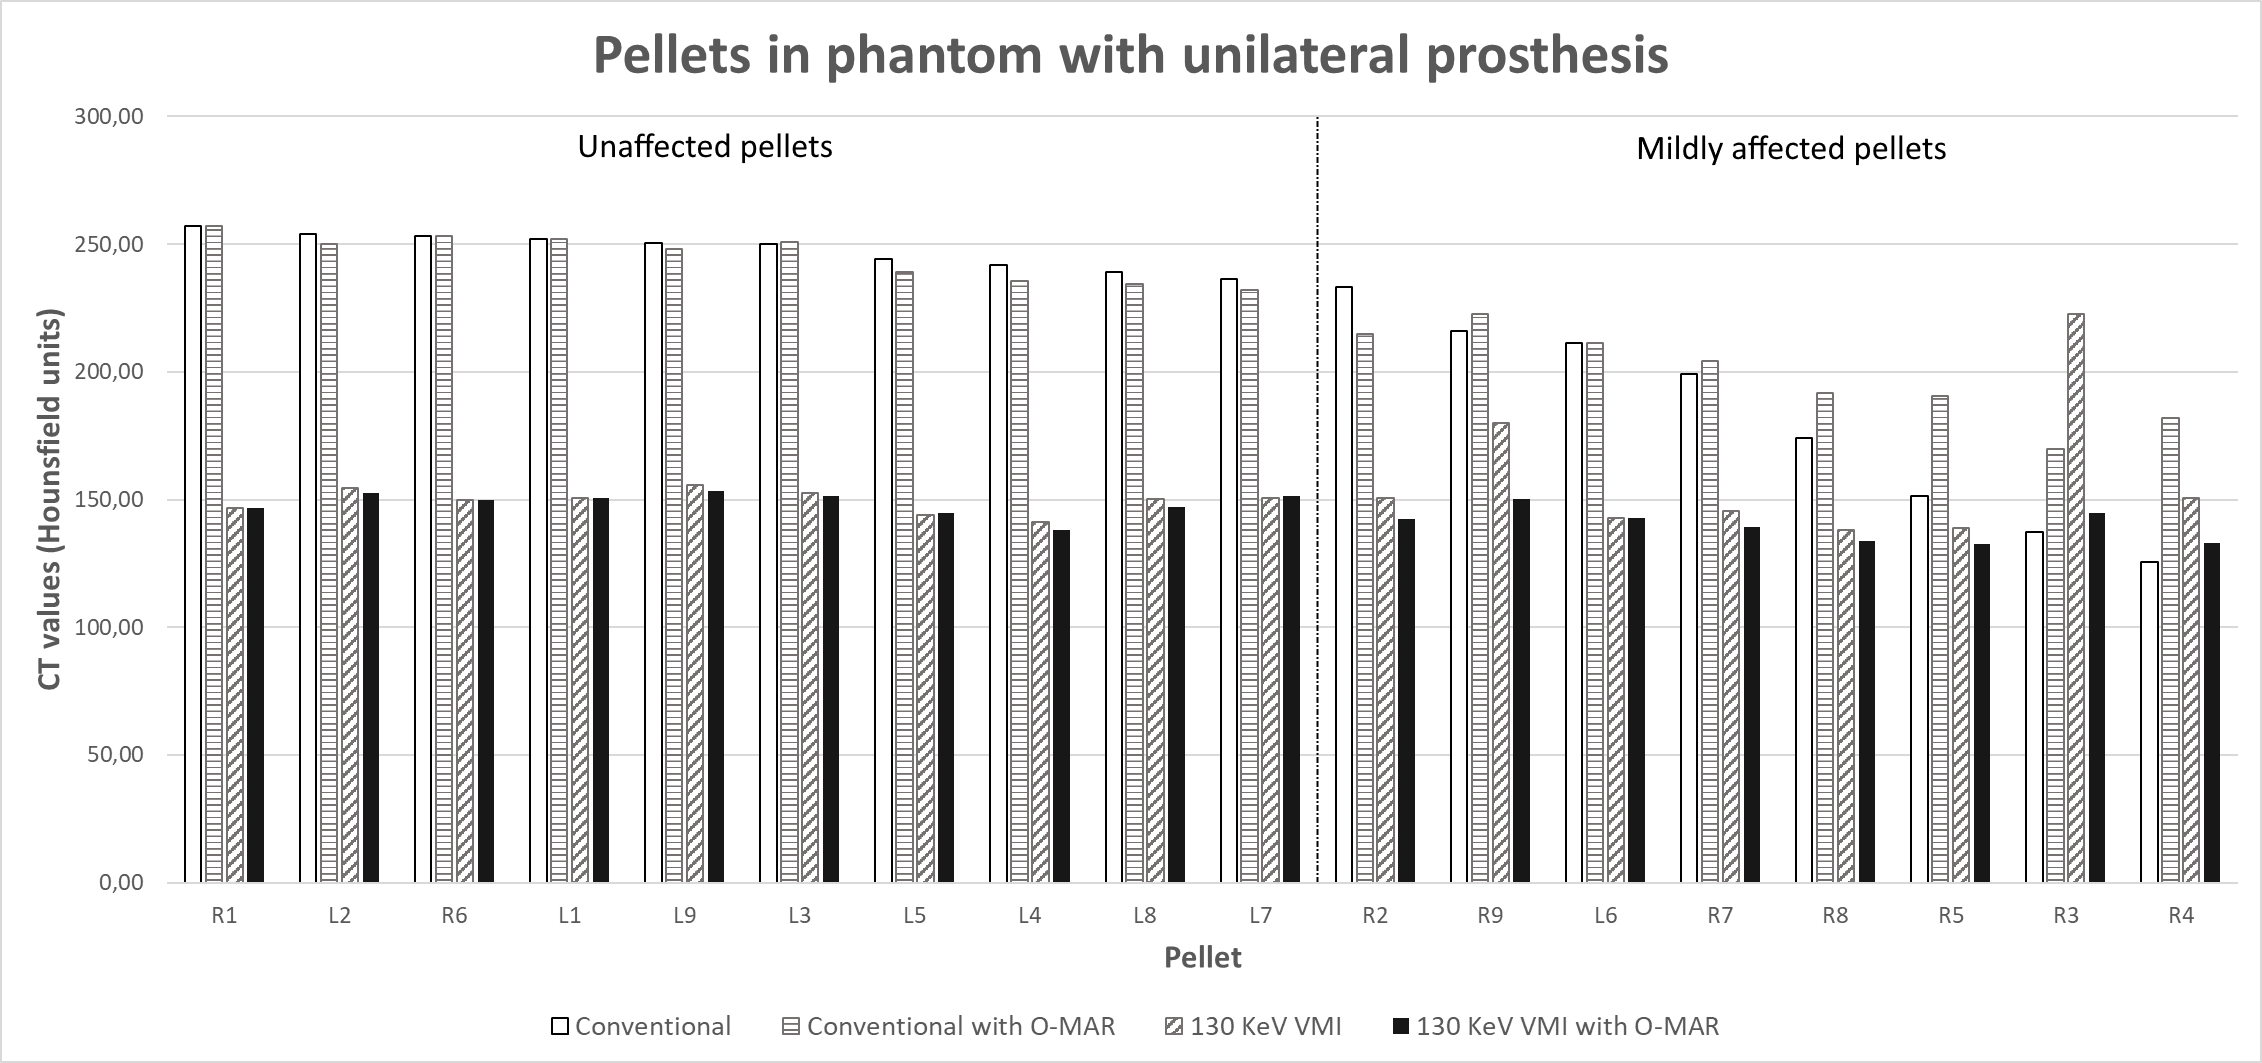 Pellets in phantom with unilateral prosthesis
Unaffected pellets
Mildly affected pellets
CT values (Hounsfield units)
300,00
250,00
200,00
150,00
100,00
50,00
0,00
R1 L2 R6 L1 L9 L3 L5 L4 L8 L7 R2 R9 L6 R7 R8 R5 R3 R4
Pellet
Conventional Conventional with O-MAR 130 KeV VMI 130 KeV VMI with O-MAR